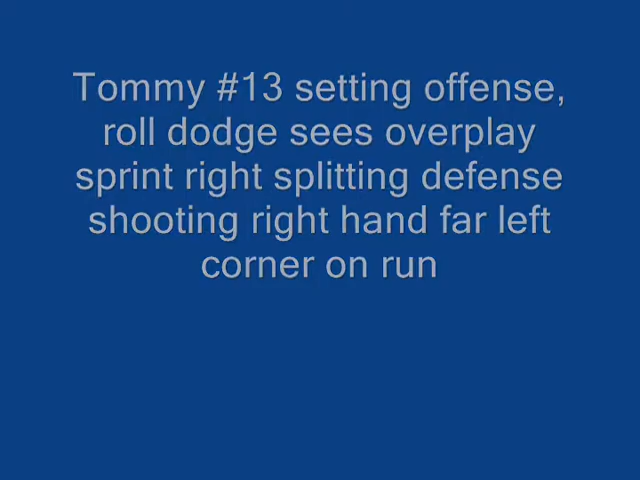 Tommy #13 setting offense,
roll dodge sees overplay
sprint right splitting defense
shooting right hand far left
corner on run